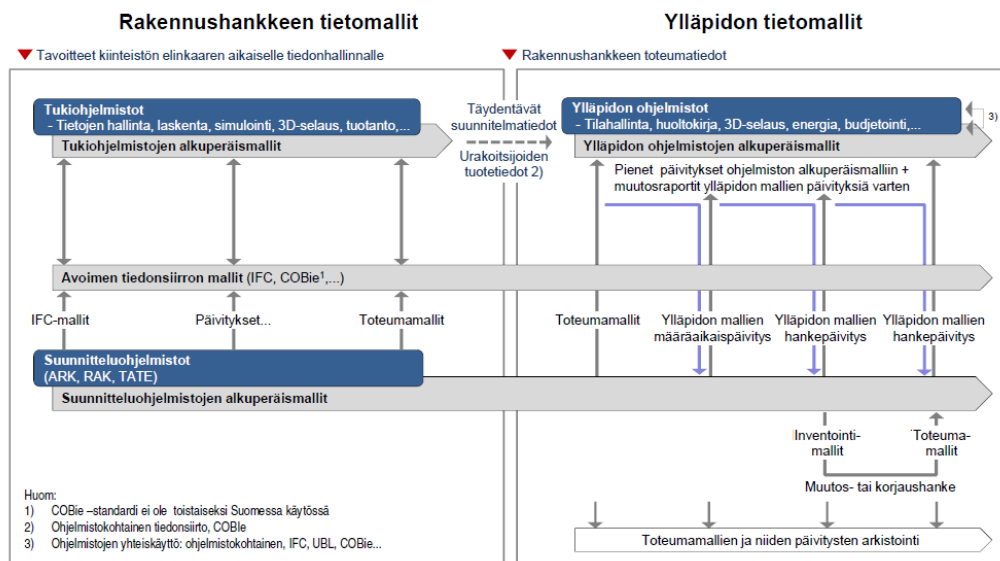 Rakennushankkeen tietomallit
Ylläpidon tietomallit
Tavoitteet kiinteistön elinkaaren aikaiselle tiedonhallinnalle
Rakennushankkeen toteumatiedot
Tukiohjelmistot
- Tietojen hallinta, laskenta, simulointi, 3D-selaus, tuotanto,...
Tukiohjelmistojen alkuperäismallit
Täydentävät
suunnitelmatiedot
Urakoitsijoiden
tuotetiedot 2)
Ylläpidon ohjelmistot
- Tilahallinta, huoltokirja, 3D-selaus, energia, budjetointi,...
3)
Ylläpidon ohjelmistojen alkuperäismallit
Pienet päivitykset ohjelmiston alkuperäismalliin +
muutosraportit ylläpidon mallien päivityksiä varten
Avoimen tiedonsiirron mallit (IFC, COBie¹,...)
IFC-mallit
Päivitykset...
Toteumamallit
Toteumamallit
Ylläpidon mallien
määräaikaispäivitys
Ylläpidon mallien
hankepäivitys
Ylläpidon mallien
hankepäivitys
Suunnitteluohjelmistot
(ARK, RAK, TATE)
Suunnitteluohjelmistojen alkuperäismallit
Inventointi-
mallit
Toteuma-
mallit
Muutos- tai korjaushanke
Huom:
1) COBie –standardi ei ole toistaiseksi Suomessa käytössä
2) Ohjelmistokohtainen tiedonsiirto, COBIe
3) Ohjelmistojen yhteiskäyttö: ohjelmistokohtainen, IFC, UBL, COBie...
Toteumamallien ja niiden päivitysten arkistointi